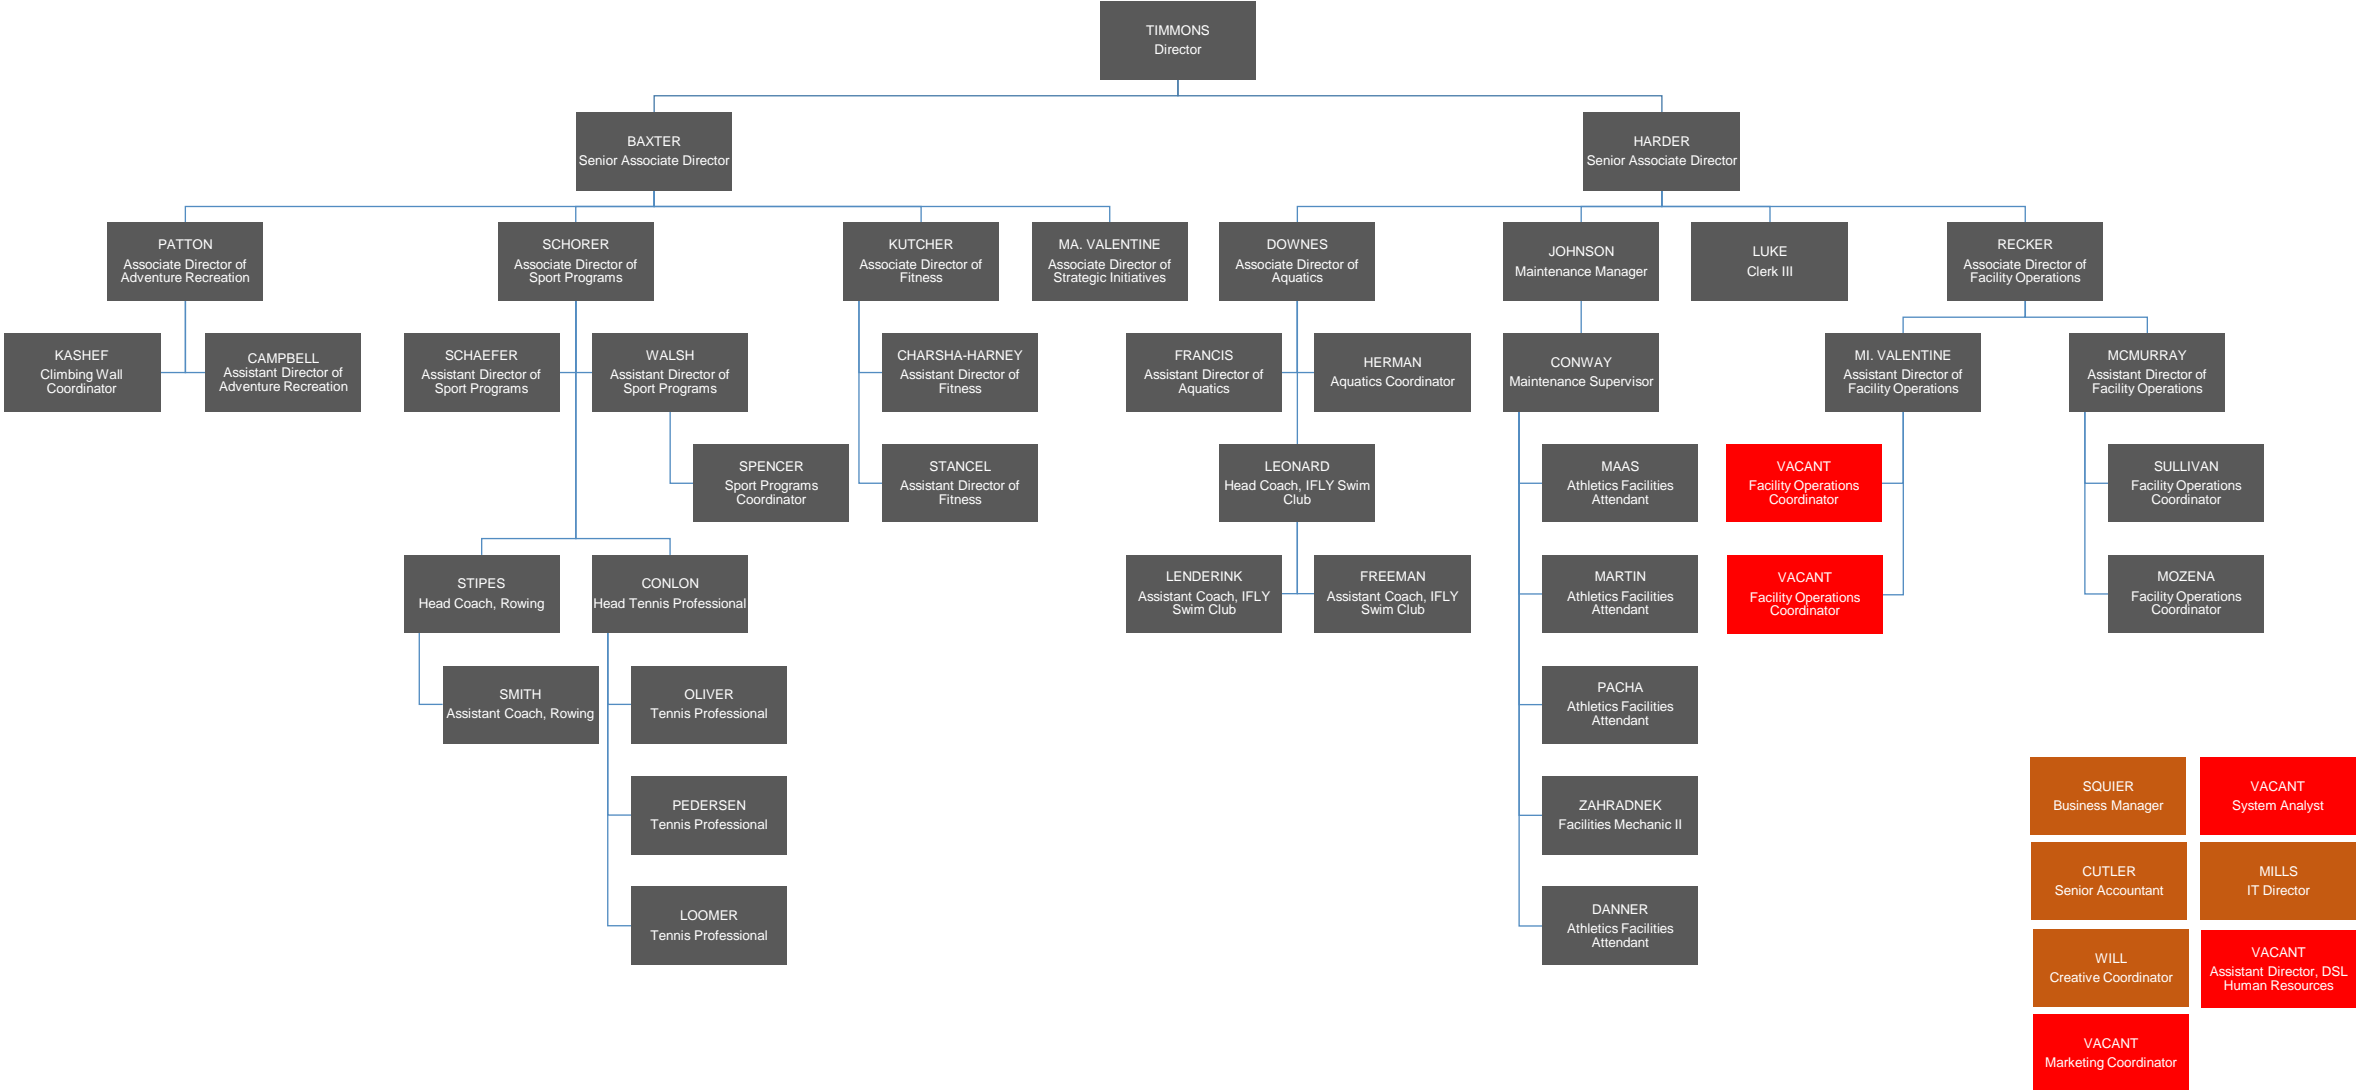 TIMMONS
Director
BAXTER
Senior Associate Director
HARDER
Senior Associate Director
PATTON
Associate Director of
Adventure Recreation
SCHORER
Associate Director of
Sport Programs
KUTCHER
Associate Director of
Fitness
MA. VALENTINE
Associate Director of
Strategic Initiatives
DOWNES
Associate Director of
Aquatics
JOHNSON
Maintenance Manager
LUKE
Clerk III
RECKER
Associate Director of
Facility Operations
KASHEF
Climbing Wall
Coordinator
CAMPBELL
Assistant Director of
Adventure Recreation
SCHAEFER
Assistant Director of
Sport Programs
WALSH
Assistant Director of
Sport Programs
CHARSHA-HARNEY
Assistant Director of
Fitness
FRANCIS
Assistant Director of
Aquatics
HERMAN
Aquatics Coordinator
CONWAY
Maintenance Supervisor
MI. VALENTINE
Assistant Director of
Facility Operations
MCMURRAY
Assistant Director of
Facility Operations
SPENCER
Sport Programs
Coordinator
STANCEL
Assistant Director of
Fitness
LEONARD
Head Coach, IFLY Swim
Club
MAAS
Athletics Facilities
Attendant
VACANT
Facility Operations
Coordinator
SULLIVAN
Facility Operations
Coordinator
STIPES
Head Coach, Rowing
CONLON
Head Tennis Professional
LENDERINK
Assistant Coach, IFLY
Swim Club
FREEMAN
Assistant Coach, IFLY
Swim Club
MARTIN
Athletics Facilities
Attendant
VACANT
Facility Operations
Coordinator
MOZENA
Facility Operations
Coordinator
SMITH
Assistant Coach, Rowing
OLIVER
Tennis Professional
PACHA
Athletics Facilities
Attendant
PEDERSEN
Tennis Professional
ZAHRADNEK
Facilities Mechanic II
LOOMER
Tennis Professional
DANNER
Athletics Facilities
Attendant
SQUIER
Business Manager
VACANT
System Analyst
CUTLER
Senior Accountant
MILLS
IT Director
WILL
Creative Coordinator
VACANT
Assistant Director, DSL
Human Resources
VACANT
Marketing Coordinator